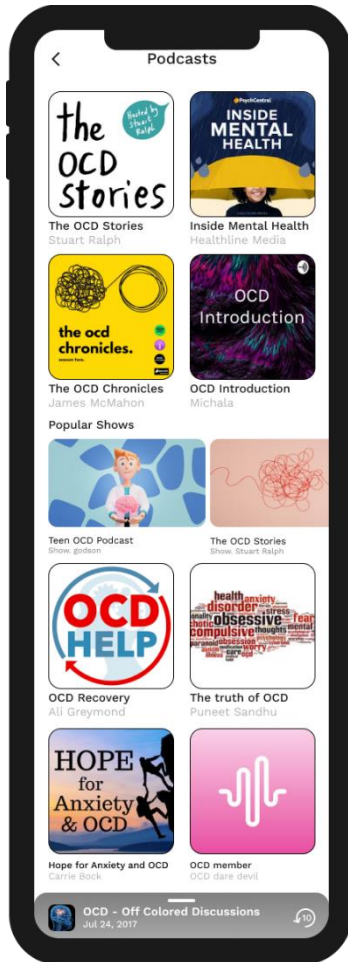 Podcasts
Hosted by
Stuart
Ralph
the
OCD
Stories
PsychCentral
INSIDE
MENTAL
HEALTH
The OCD Stories
Inside Mental Health
Stuart Ralph
Healthline Media
the ocd
chronicles.
OCD
Introduction
The OCD Chronicles
OCD Introduction
James McMahon
Michala
Popular Shows
Teen OCD Podcast
The OCD Stories
Show. godson
Show. Stuart Ralph
OCD
HELP
health anxiety
disorder
stress
obsessive
fear
compulsive thoughts
mental
obsession
worry
OCD Recovery
The truth of OCD
Ali Greymond
Puneet Sandhu
HOPE
for
Anxiety
& OCD
Hope for Anxiety and OCD
OCD member
Carrie Bock
OCD dare devil
OCD - Off Colored Discussions
Jul 24, 2017
10